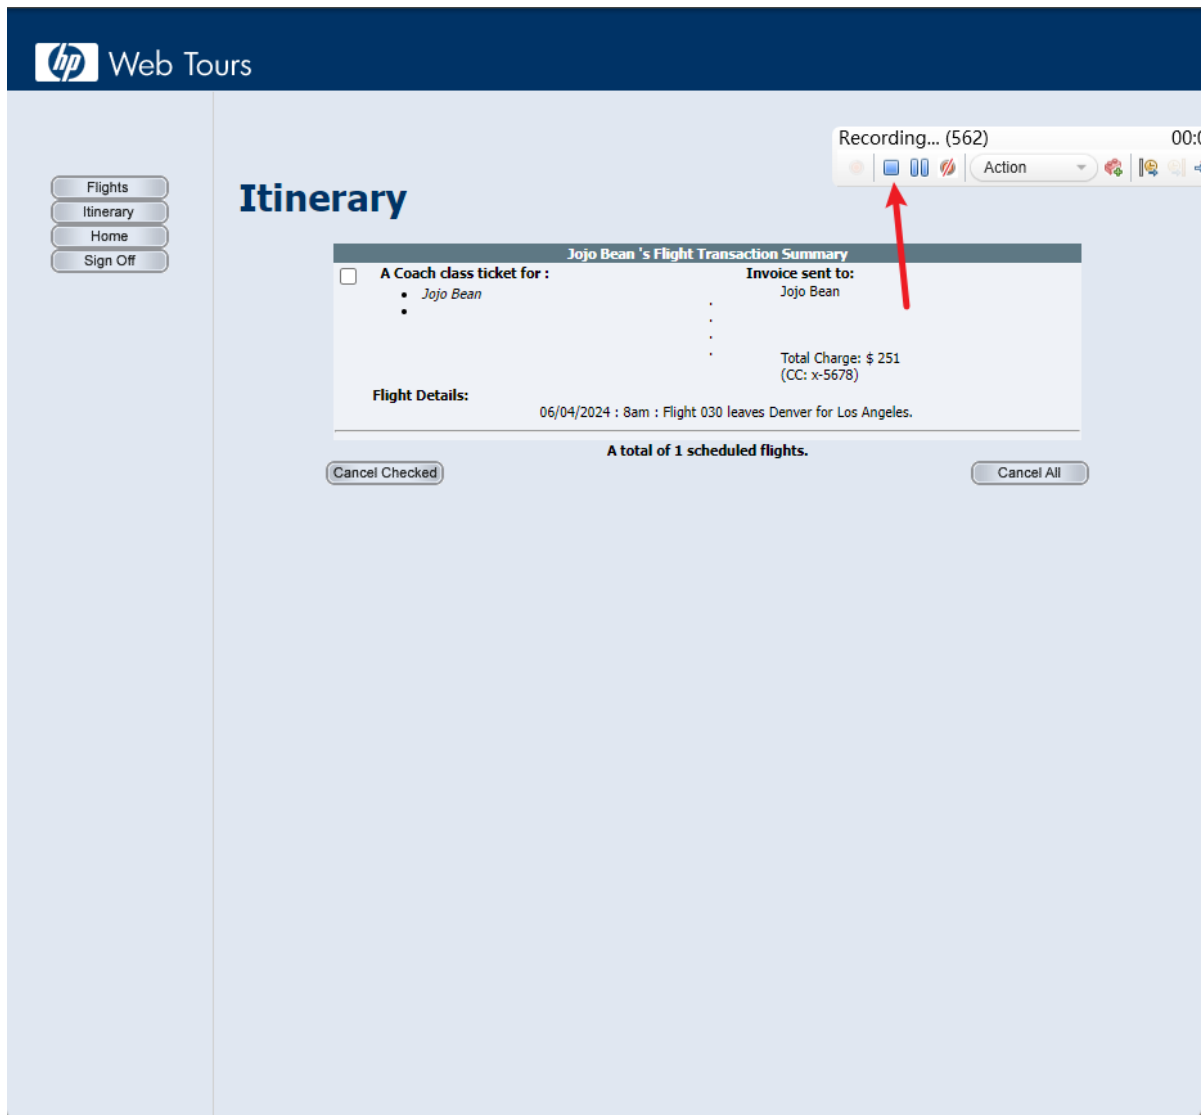 hp Web Tours
Recording... (562) 00:0
Action
Flights
Itinerary
Home
Sign Off
Itinerary
Jojo Bean 's Flight Transaction Summary
A Coach class ticket for : Invoice sent to:
Jojo Bean Jojo Bean
Total Charge: $ 251
(CC: x-5678)
Flight Details:
06/04/2024 : 8am : Flight 030 leaves Denver for Los Angeles.
A total of 1 scheduled flights.
Cancel Checked Cancel All